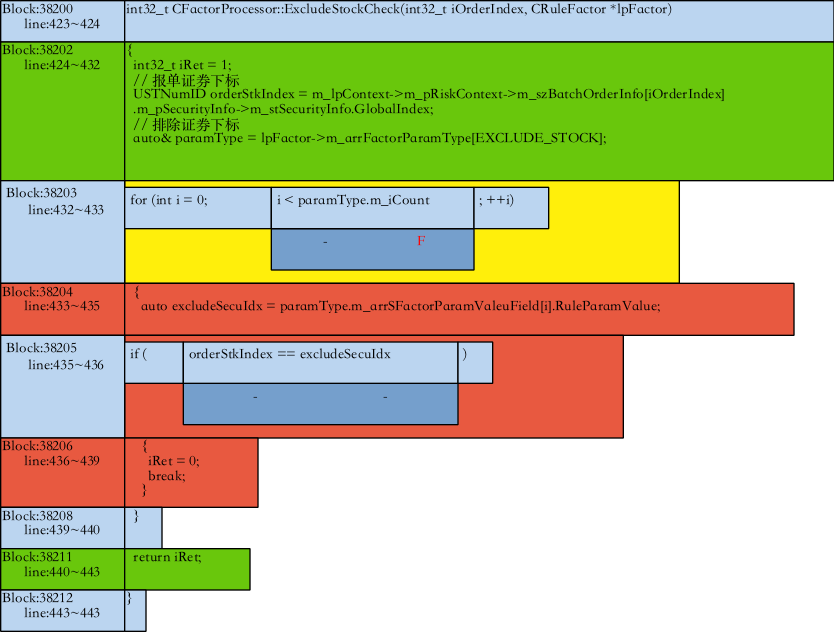 Block:38200
line:423~424
int32_t CFactorProcessor::ExcludeStockCheck(int32_t iOrderIndex, CRuleFactor *lpFactor)
Block:38202
line:424~432
{
int32_t iRet = 1;
// 报单证券下标
USTNumID orderStkIndex = m_lpContext->m_pRiskContext->m_szBatchOrderInfo[iOrderIndex]
.m_pSecurityInfo->m_stSecurityInfo.GlobalIndex;
// 排除证券下标
auto& paramType = lpFactor->m_arrFactorParamType[EXCLUDE_STOCK];
Block:38203
line:432~433
for (int i = 0; i < paramType.m_iCount ; ++i)
- F
Block:38204
line:433~435
{
auto excludeSecuIdx = paramType.m_arrSFactorParamValeuField[i].RuleParamValue;
Block:38205
line:435~436
if ( orderStkIndex == excludeSecuIdx )
- -
Block:38206
line:436~439
{
iRet = 0;
break;
}
Block:38208
line:439~440
}
Block:38211
line:440~443
return iRet;
Block:38212
line:443~443
}